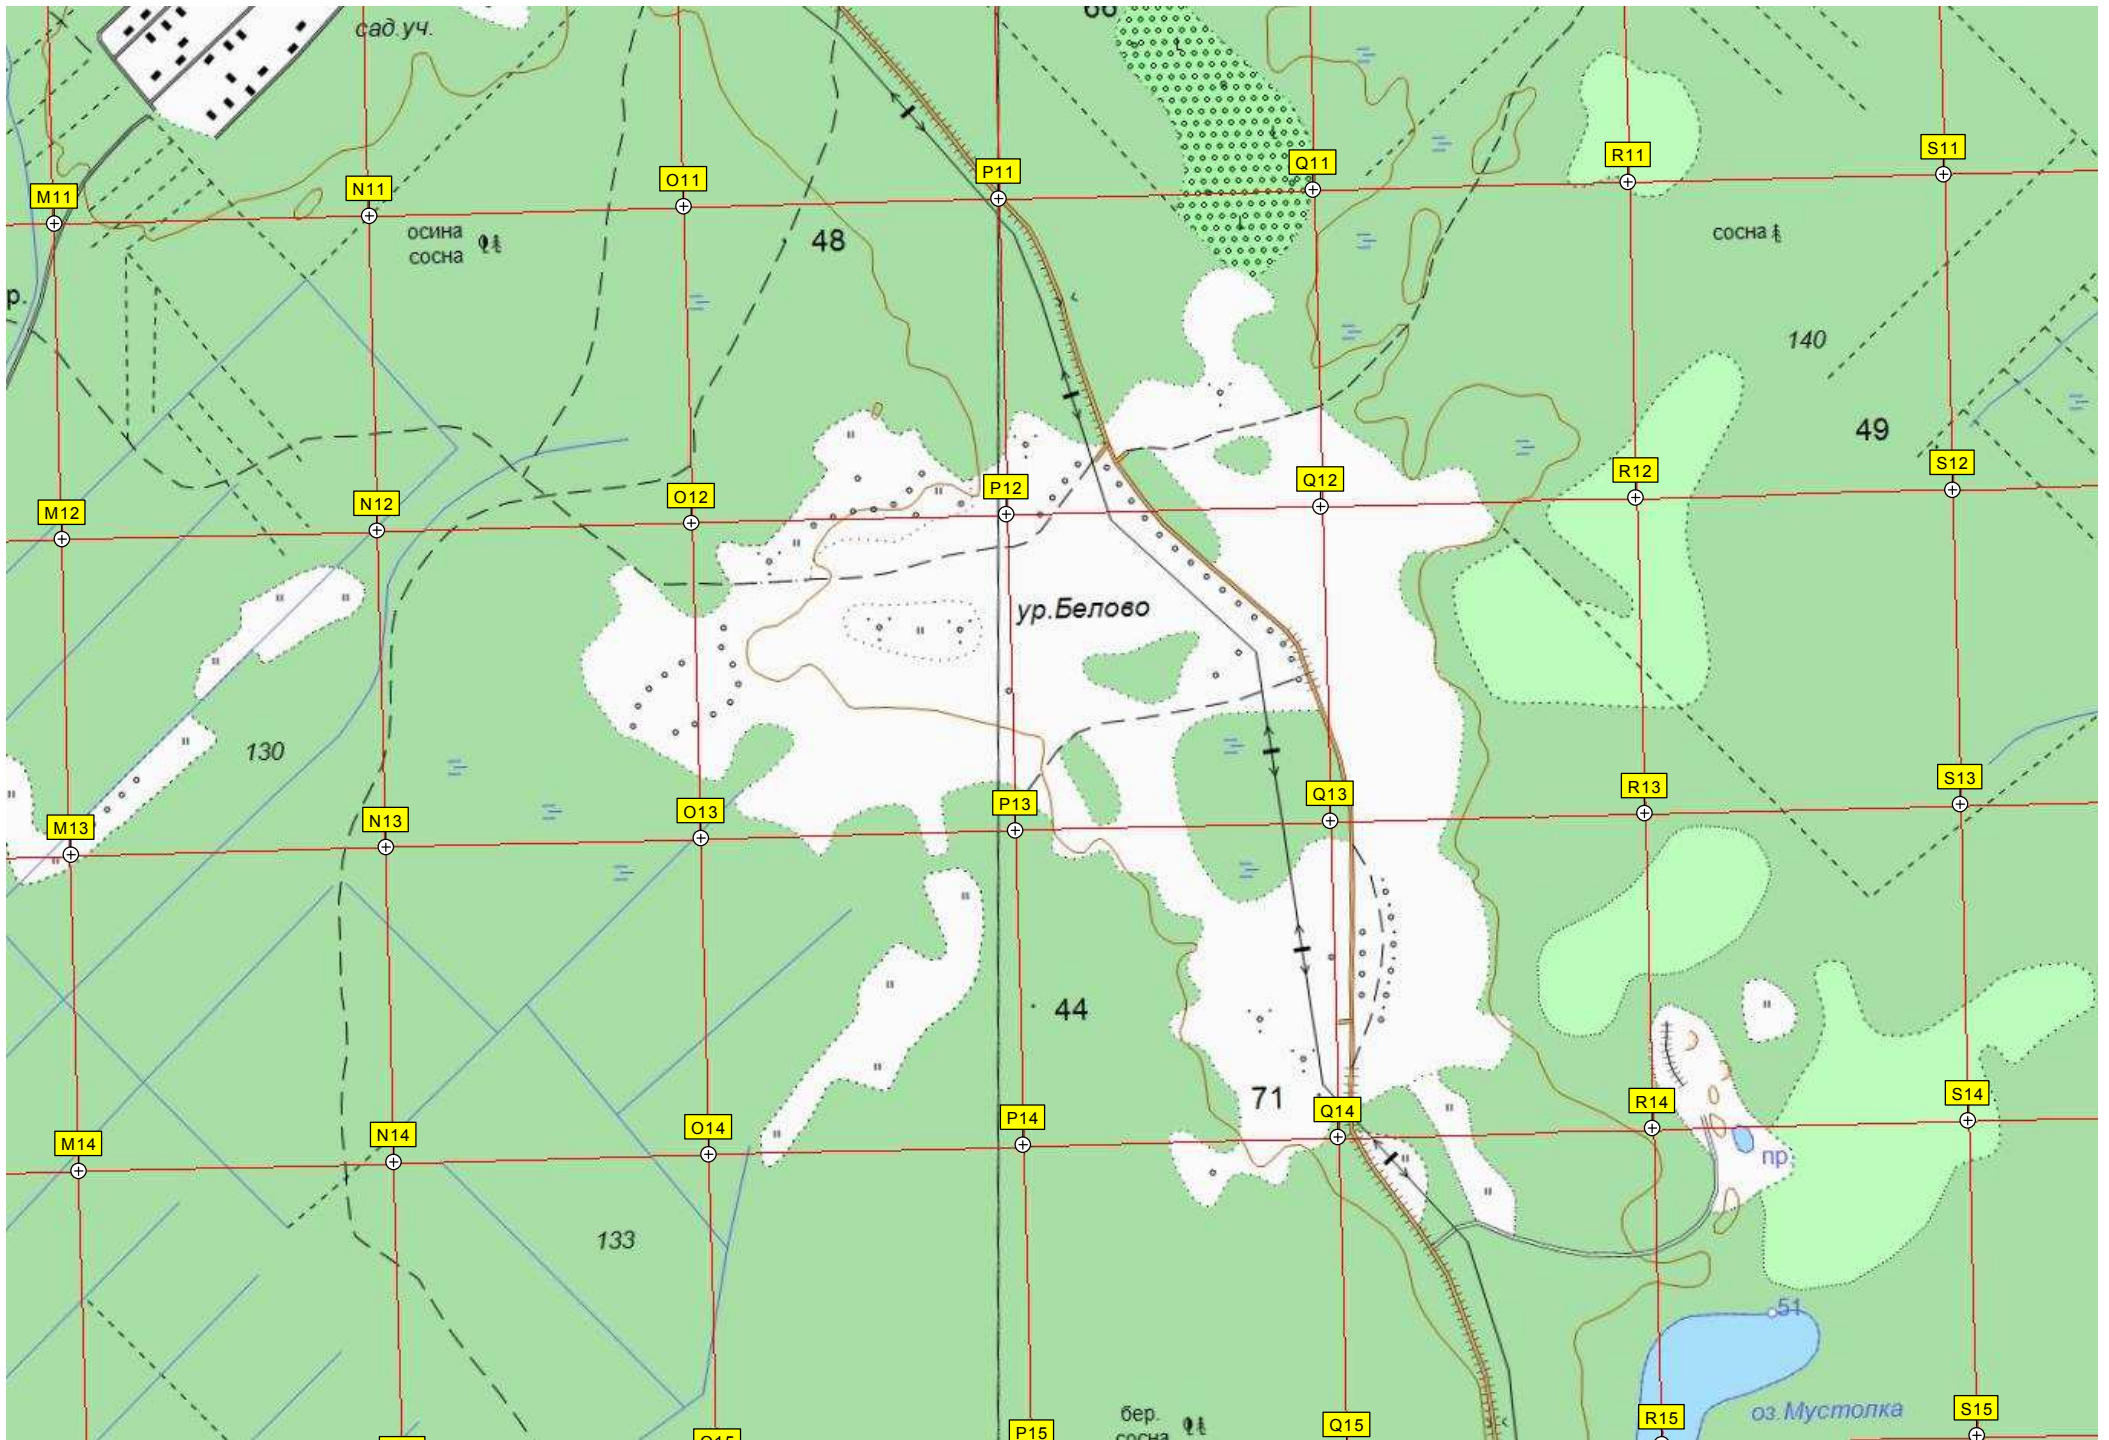 сад.уч.
P11
Q11
R11
S11
O11
N11
M11
осина
сосна
48
сосна
р.
140
49
S12
R12
Q12
P12
O12
N12
M12
ур.Белово
130
S13
R13
Q13
P13
O13
N13
M13
44
71
S14
R14
Q14
P14
O14
N14
M14
пр
133
51
оз.Мустолка
S15
R15
Q15
P15
O15
бер.
сосна